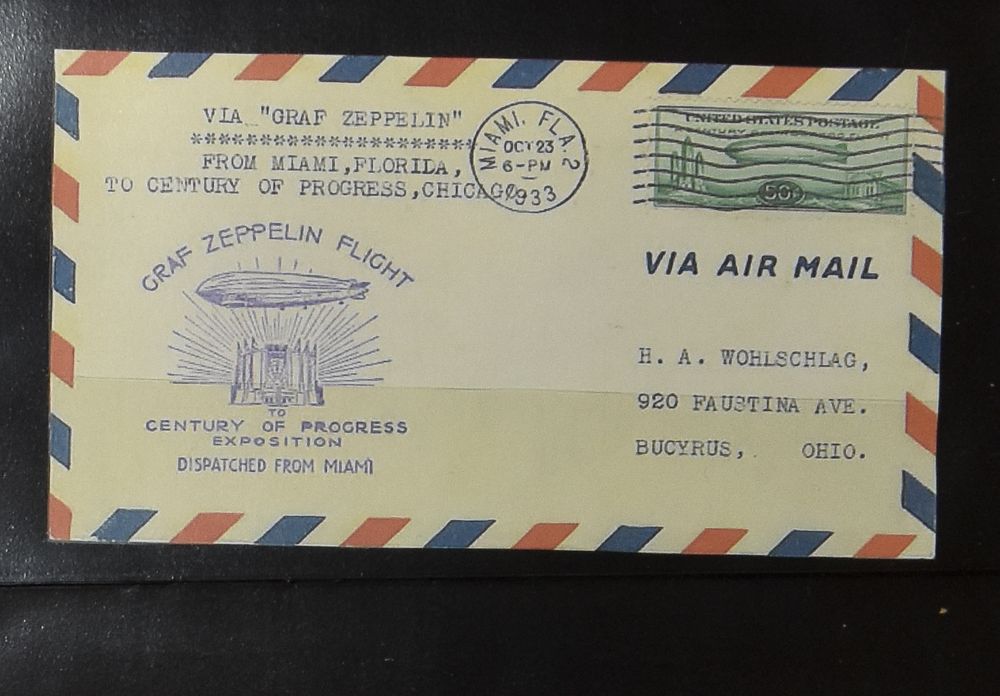 VIA "GRAF ZEPPELIN"
********************
FROM MIAMI,FLORIDA,
TO CENTURY OF PROGRESS,CHICAGO
MIAMI, FLA. 2
OCT 23
6-PM
1933
UNITED STATES POSTAGE
50c
VIA AIR MAIL
GRAF ZEPPELIN FLIGHT
TO
CENTURY OF PROGRESS
EXPOSITION
DISPATCHED FROM MIAMI
H. A. WOHLSCHLAG,
920 FAUSTINA AVE.
BUCYRUS, OHIO.